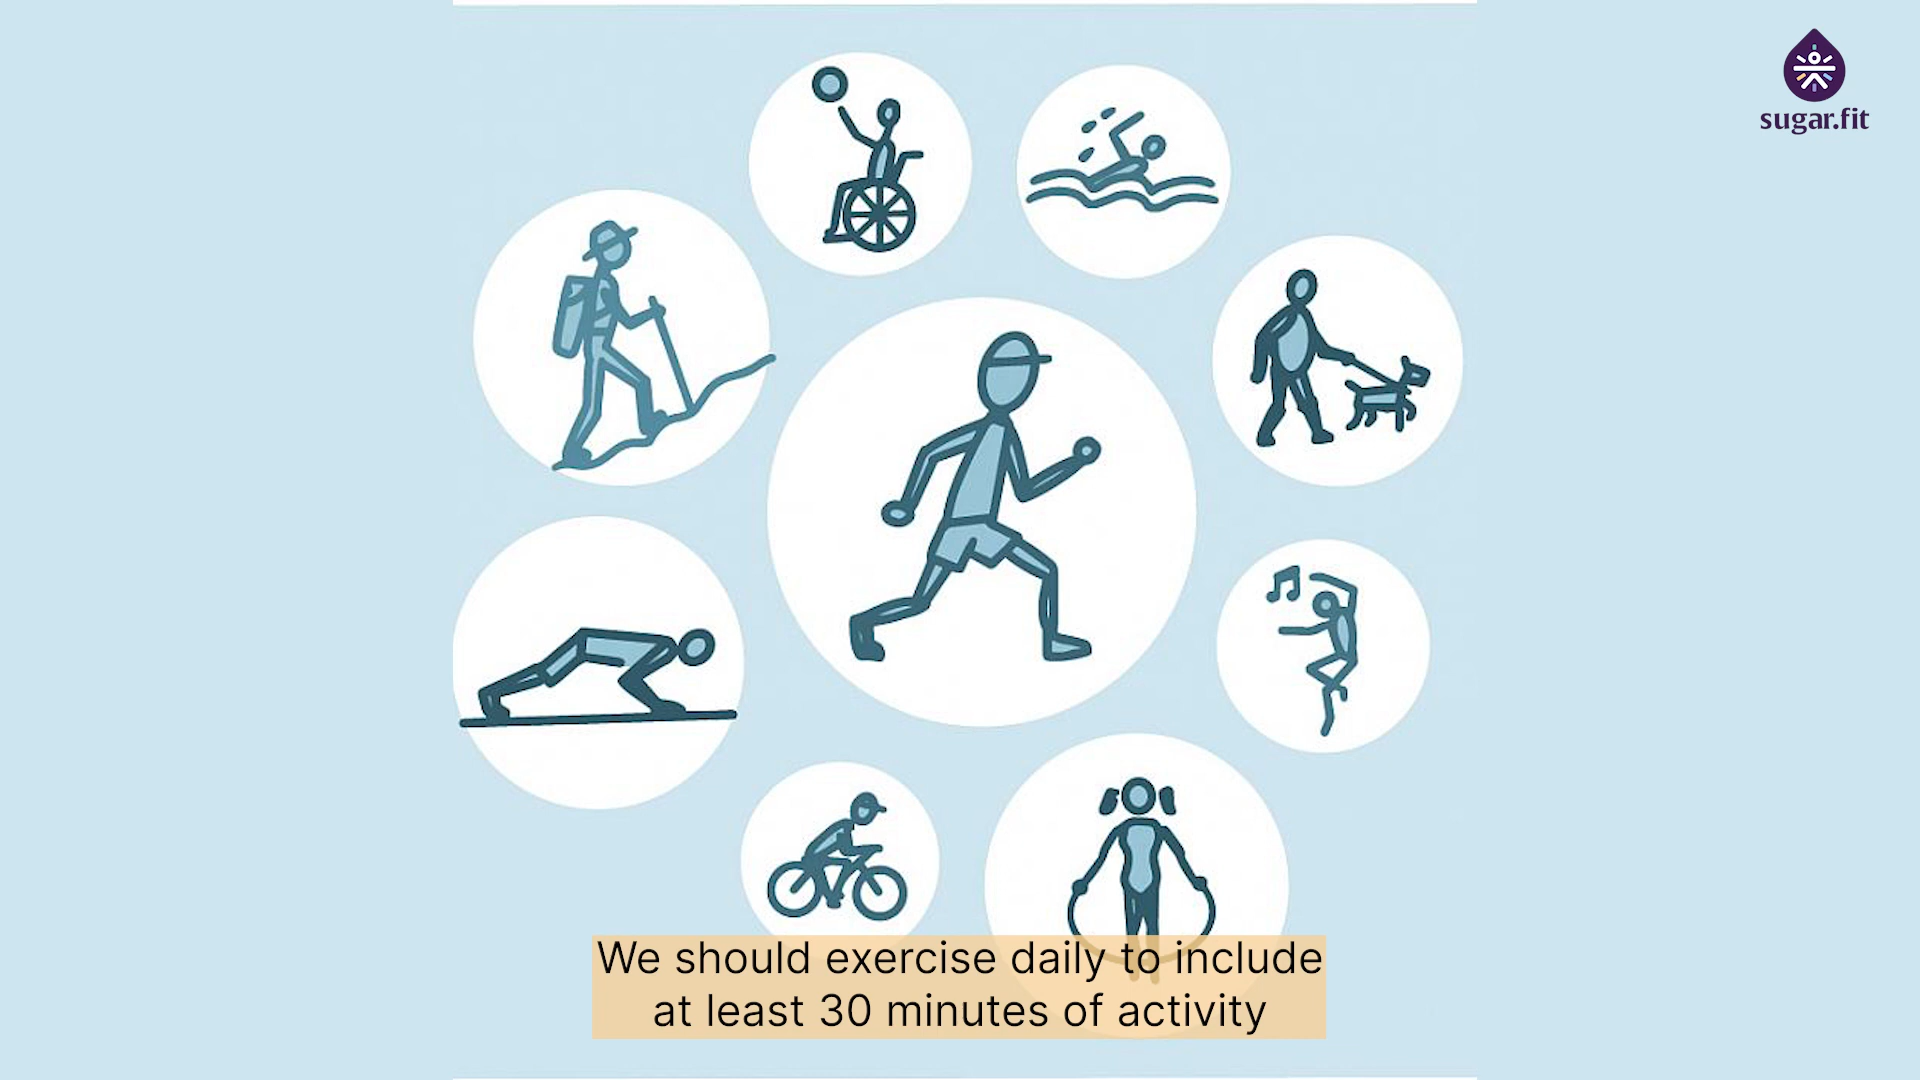 sugar.fit
We should exercise daily to include
at least 30 minutes of activity